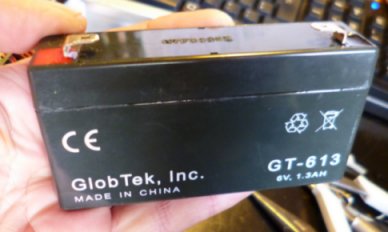 CE
GlobTek, Inc.
MADE IN CHINA
GT-613
6V, 1.3AH